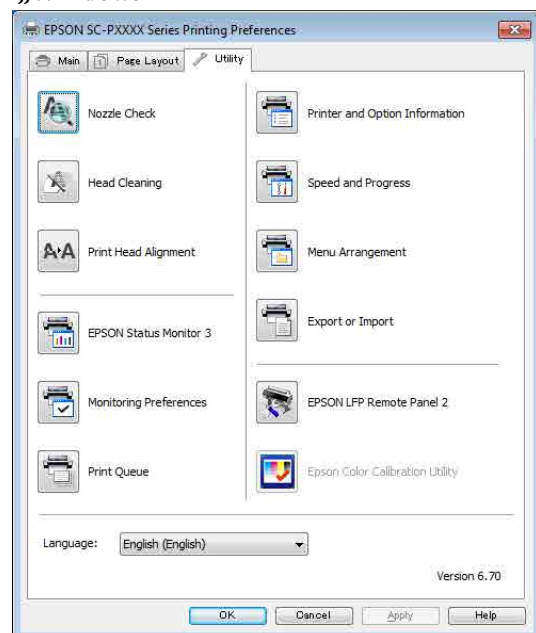 EPSON SC-PXXXX Series Printing Preferences
Main Page Layout Utility
Nozzle Check
Printer and Option Information
Head Cleaning
Speed and Progress
Print Head Alignment
Menu Arrangement
EPSON Status Monitor 3
Export or Import
Monitoring Preferences
EPSON LFP Remote Panel 2
Print Queue
Epson Color Calibration Utility
Language: English (English)
Version 6.70
OK Cancel Apply Help